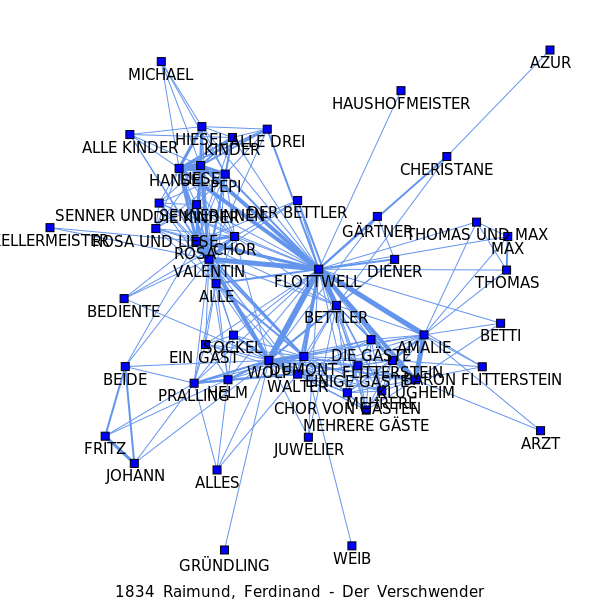 AZUR
MICHAEL
HAUSHOFMEISTER
ALLE KINDER
HIESEL
KINDER
ALLE DREI
CHERISTANE
HANSEL
LIESE
PEPI
SENNER UND SENNERINNEN
DIE KINDER
DER BETTLER
GÄRTNER
THOMAS UND MAX
KELLERMEISTER
ROSA UND LIESE
CHOR
MAX
ROSA
VALENTIN
FLOTTWELL
DIENER
THOMAS
ALLE
BEDIENTE
BETTLER
BETTI
SOCKEL
EIN GAST
DIE GÄSTE
AMALIE
WOLF
DUMONT
FLITTERSTEIN
BEIDE
WALTER
EINIGE GÄSTE
BARON FLITTERSTEIN
PRALLING
HELM
KLUGHEIM
MEHRERE
CHOR VON GÄSTEN
MEHRERE GÄSTE
FRITZ
JUWELIER
ARZT
JOHANN
ALLES
GRÜNDLING
WEIB
1834 Raimund, Ferdinand - Der Verschwender